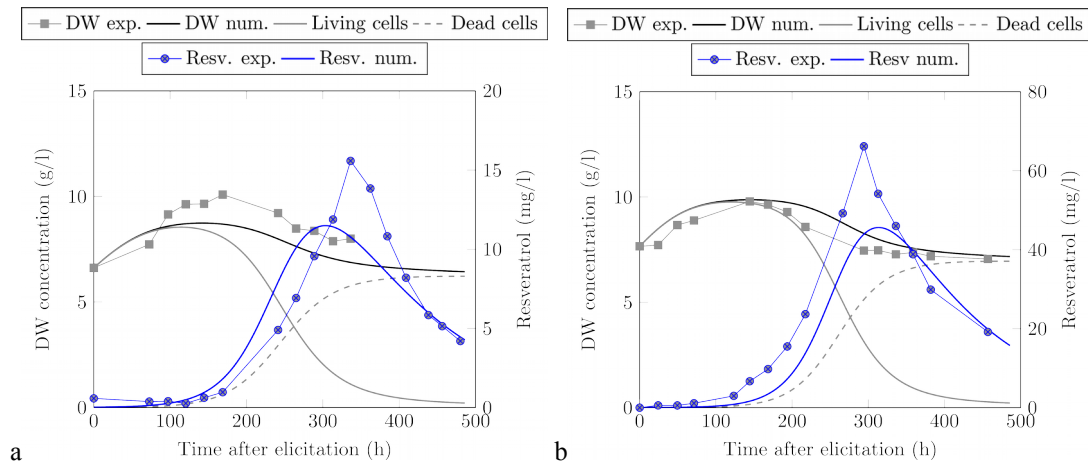 DW exp. DW num. Living cells Dead cells
Resv. exp. Resv. num.
15
10
5
0
DW concentration (g/l)
20
15
10
5
0
Resveratrol (mg/l)
0 100 200 300 400 500
Time after elicitation (h)
a
DW exp. DW num. Living cells Dead cells
Resv. exp. Resv num.
15
10
5
0
DW concentration (g/l)
80
60
40
20
0
Resveratrol (mg/l)
0 100 200 300 400 500
Time after elicitation (h)
b